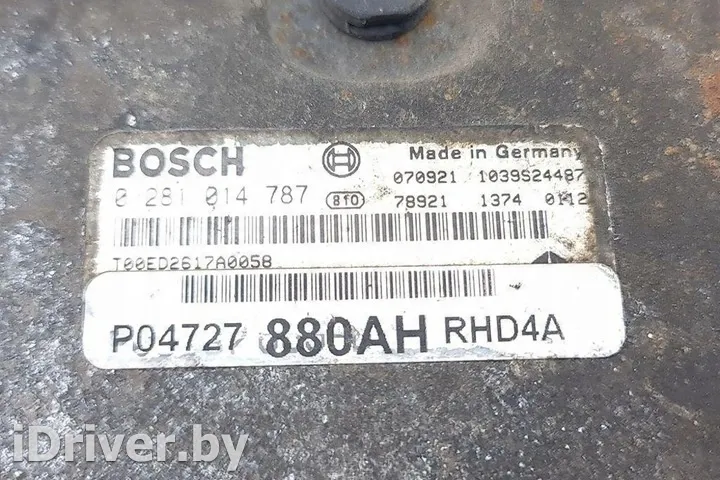 BOSCH
Made in Germany
0 281 014 787
8f0
070921 1039S24487
78921 1374 0112
T00ED2617A0058
P04727 880AH RHD4A
iDriver.by